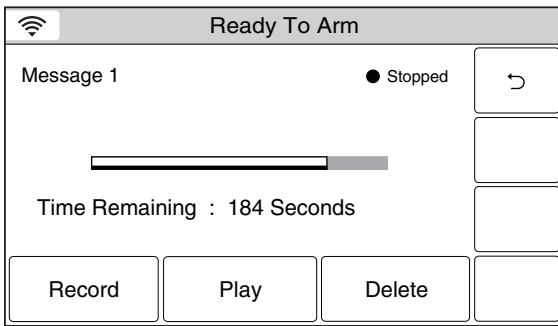 Ready To Arm
Message 1
Stopped
Time Remaining : 184 Seconds
Record
Play
Delete